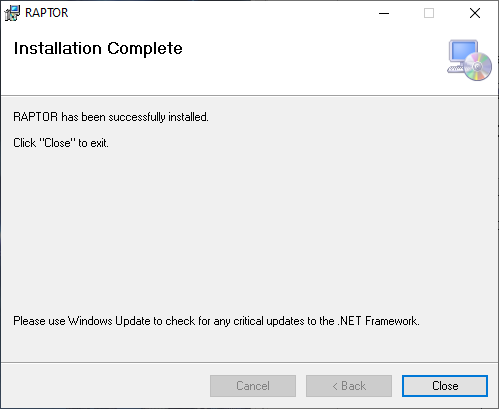 RAPTOR
Installation Complete
RAPTOR has been successfully installed.
Click "Close" to exit.
Please use Windows Update to check for any critical updates to the .NET Framework.
Cancel
< Back
Close